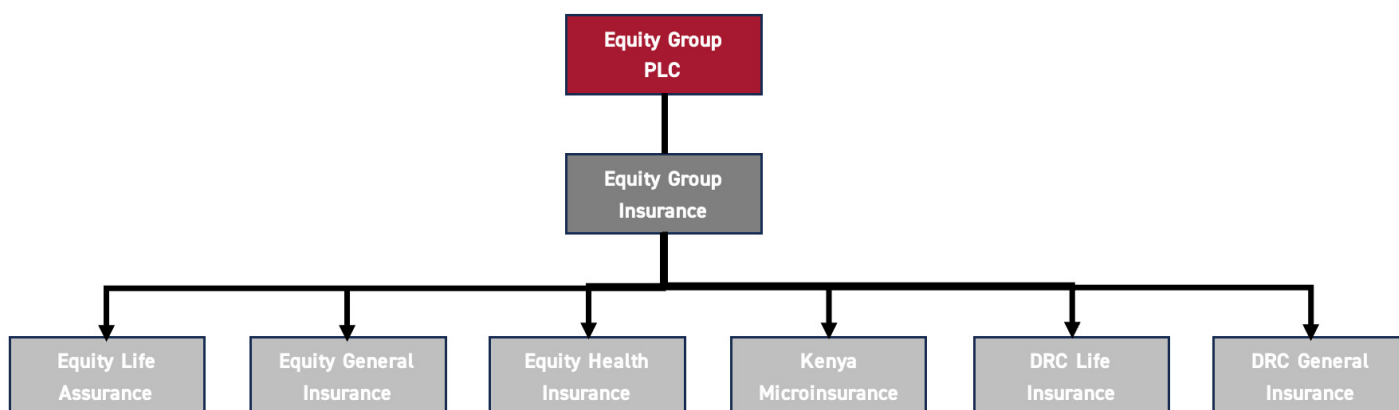 Equity Group
PLC
Equity Group
Insurance
Equity Life
Assurance
Equity General
Insurance
Equity Health
Insurance
Kenya
Microinsurance
DRC Life
Insurance
DRC General
Insurance